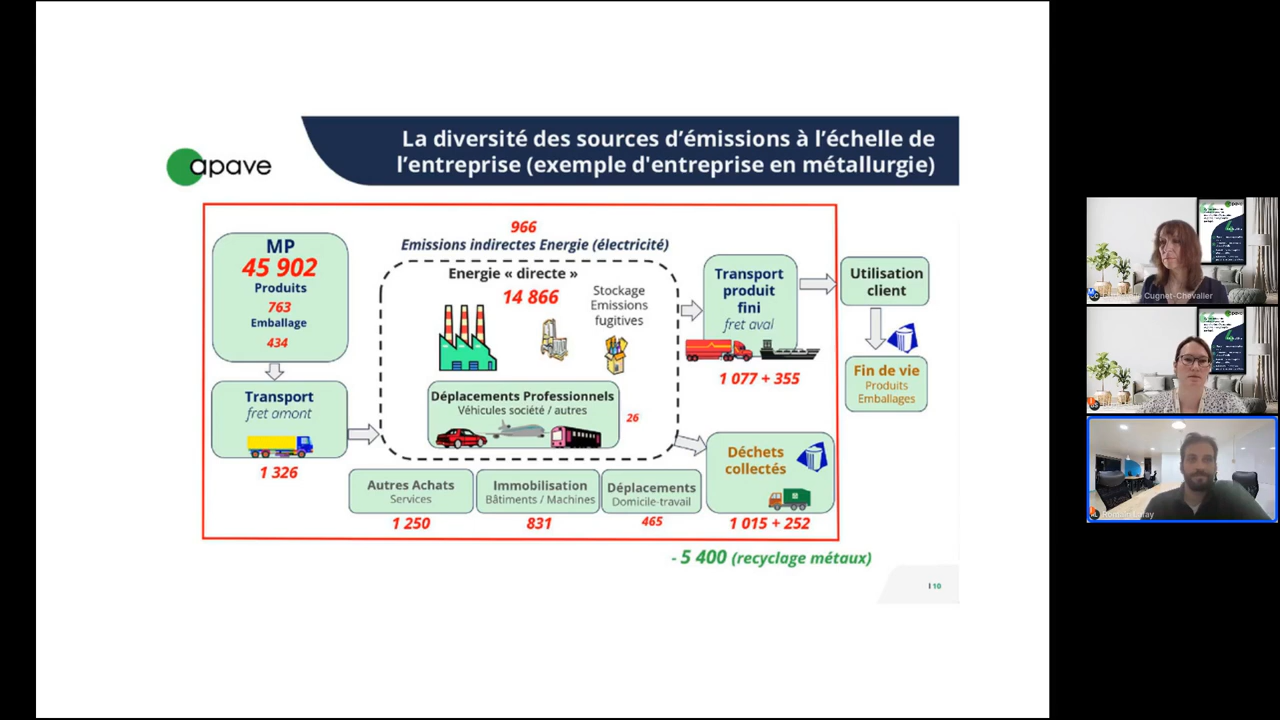 La diversité des sources d'émissions à l'échelle de
l'entreprise (exemple d'entreprise en métallurgie)
apave
966
Emissions indirectes Energie (électricité)
MP
45 902
Produits
763
Emballage
434
Transport
fret amont
1 326
Energie « directe »
14 866
Stockage
Emissions
fugitives
Déplacements Professionnels
Véhicules société / autres
26
Transport
produit
fini
fret aval
1 077 + 355
Utilisation
client
Fin de vie
Produits
Emballages
Déchets
collectés
1 015 + 252
Autres Achats
Services
1 250
Immobilisation
Bâtiments / Machines
831
Déplacements
Domicile-travail
465
- 5 400 (recyclage métaux)
I 10
Cugnet-Chevalier